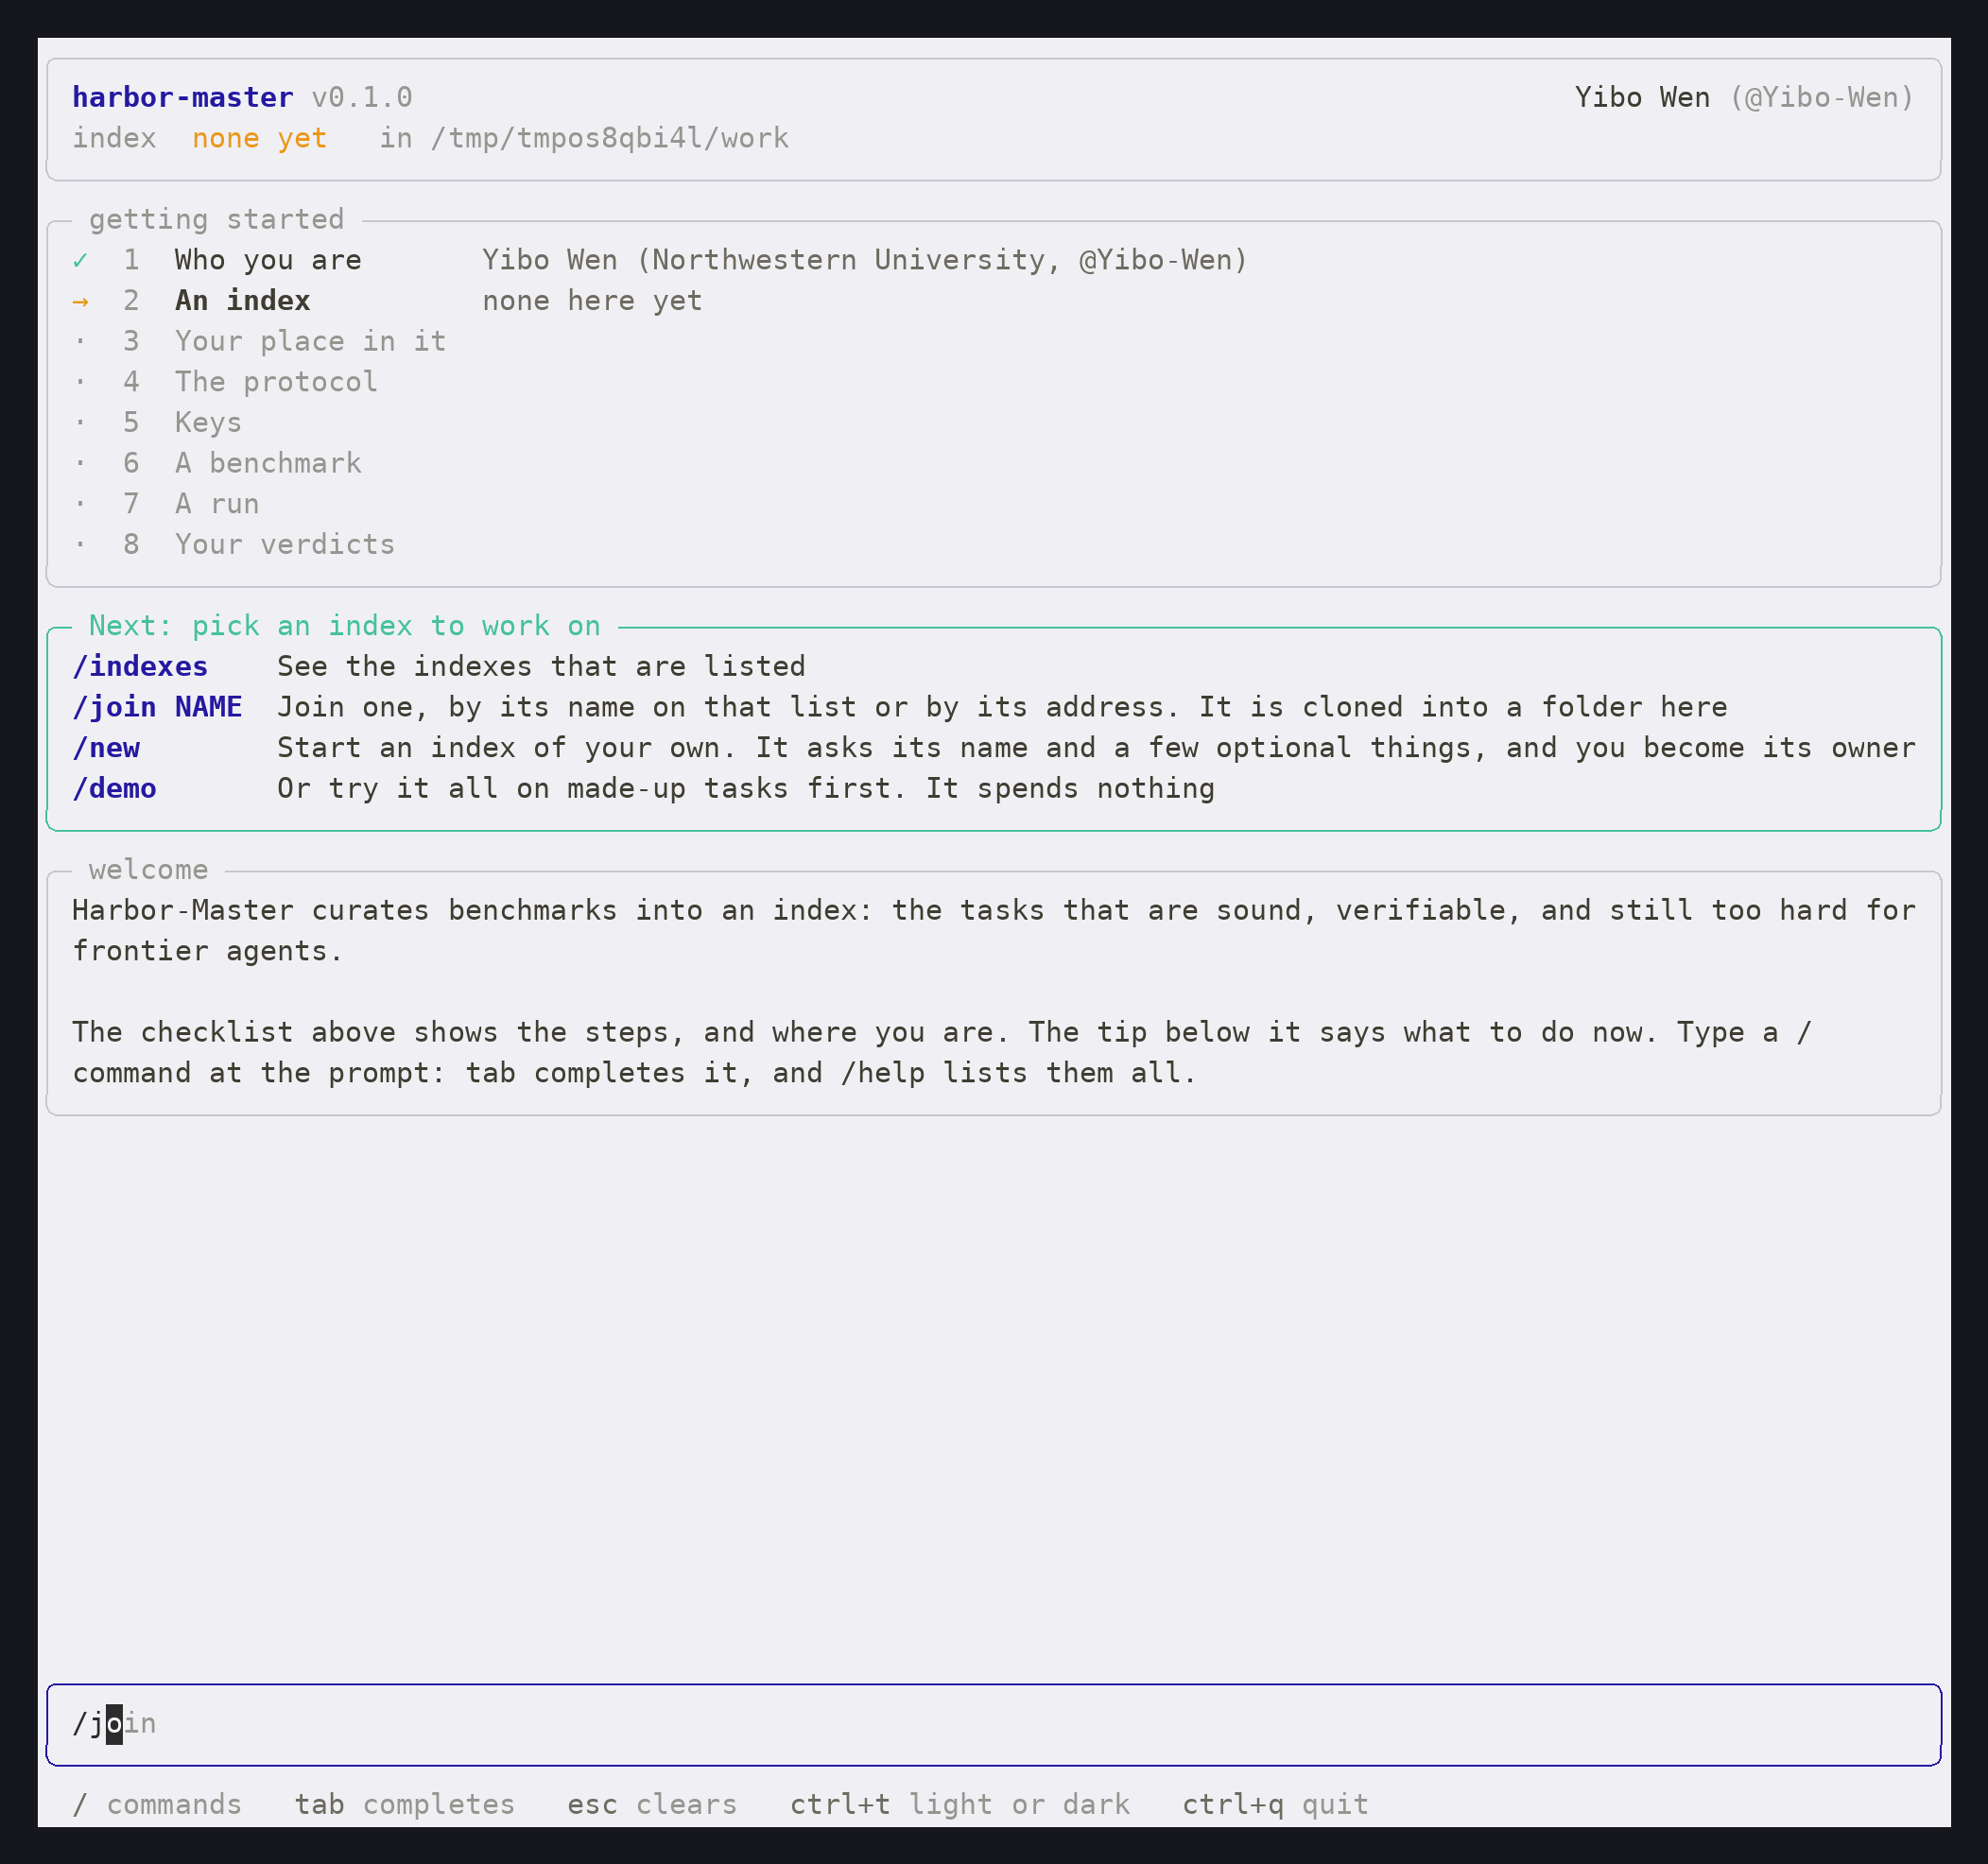 harbor-master v0.1.0 Yibo Wen (@Yibo-Wen)
index none yet in /tmp/tmpos8qbi4l/work
getting started
✓ 1 Who you are Yibo Wen (Northwestern University, @Yibo-Wen)
→ 2 An index none here yet
· 3 Your place in it
· 4 The protocol
· 5 Keys
· 6 A benchmark
· 7 A run
· 8 Your verdicts
Next: pick an index to work on
/indexes See the indexes that are listed
/join NAME Join one, by its name on that list or by its address. It is cloned into a folder here
/new Start an index of your own. It asks its name and a few optional things, and you become its owner
/demo Or try it all on made-up tasks first. It spends nothing
welcome
Harbor-Master curates benchmarks into an index: the tasks that are sound, verifiable, and still too hard for
frontier agents.
The checklist above shows the steps, and where you are. The tip below it says what to do now. Type a /
command at the prompt: tab completes it, and /help lists them all.
/join
/ commands tab completes esc clears ctrl+t light or dark ctrl+q quit